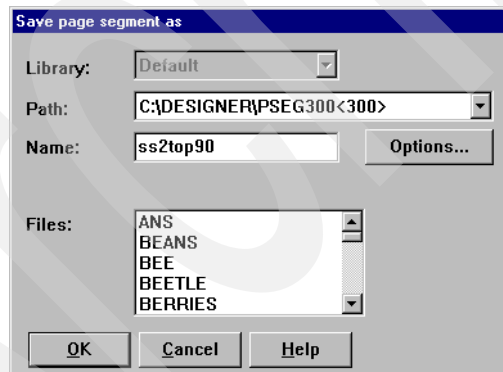 Save page segment as
Library: Default
Path: C:\DESIGNER\PSEG300<300>
Name: ss2top90 Options...
Files: ANS
BEANS
BEE
BEETLE
BERRIES
OK Cancel Help